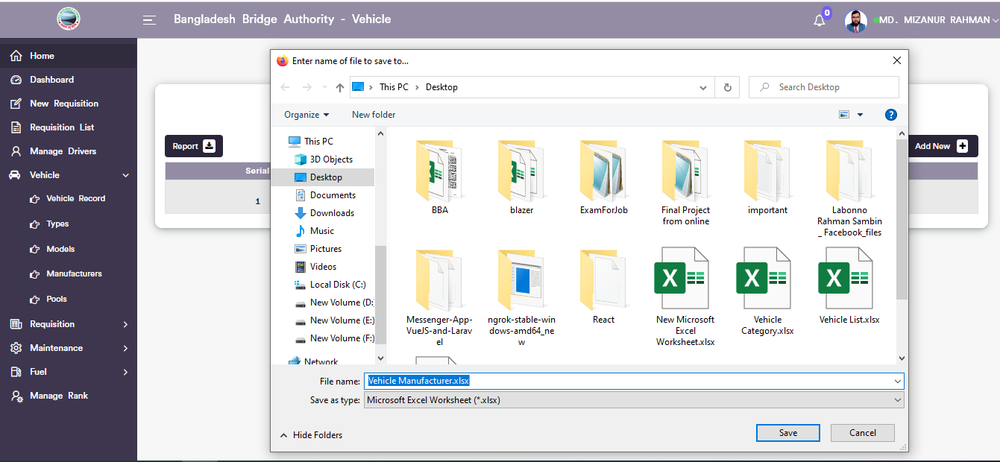 Bangladesh Bridge Authority - Vehicle
0
MD. MIZANUR RAHMAN
Home
Dashboard
New Requisition
Requisition List
Manage Drivers
Vehicle
Vehicle Record
Types
Models
Manufacturers
Pools
Requisition
Maintenance
Fuel
Manage Rank
Report
Serial
1
Add New
Enter name of file to save to...
This PC > Desktop
Search Desktop
Organize
New folder
?
This PC
3D Objects
Desktop
Documents
Downloads
Music
Pictures
Videos
Local Disk (C:)
New Volume (D:
New Volume (E:)
New Volume (F:)
Network
BBA
blazer
ExamForJob
Final Project
from online
important
Labonno
Rahman Sambin
_ Facebook_files
Messenger-App-
VueJS-and-Larav
el
ngrok-stable-win
dows-amd64_ne
w
React
New Microsoft
Excel
Worksheet.xlsx
Vehicle
Category.xlsx
Vehicle List.xlsx
File name: Vehicle Manufacturer.xlsx
Save as type: Microsoft Excel Worksheet (*.xlsx)
Hide Folders
Save
Cancel